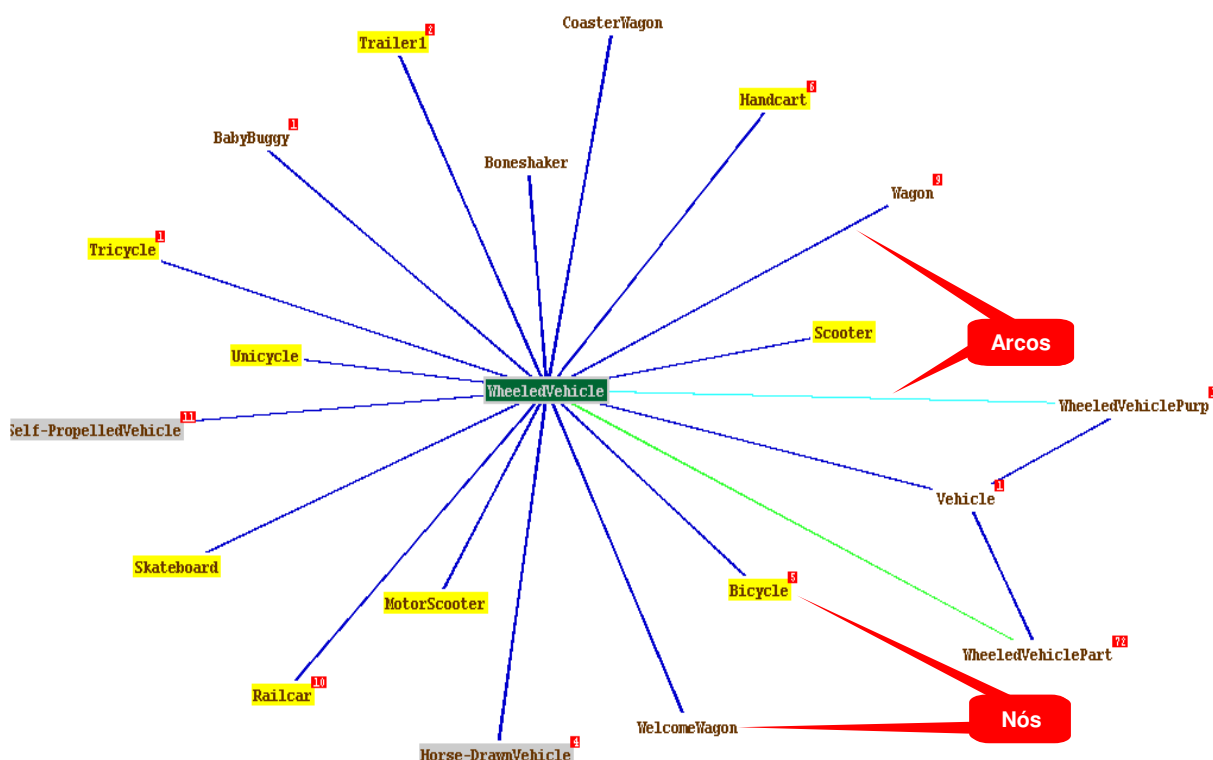 CoasterWagon
Trailer1 2
Handcart 6
BabyBuggy 1
Boneshaker
Wagon 9
Tricycle 1
Scooter
Arcos
Unicycle
WheeledVehicle
WheeledVehiclePurp
Self-PropelledVehicle 11
Vehicle 1
Skateboard
Bicycle 5
MotorScooter
WheeledVehiclePart 72
Railcar 10
Nós
WelcomeWagon
Horse-DrawnVehicle 4